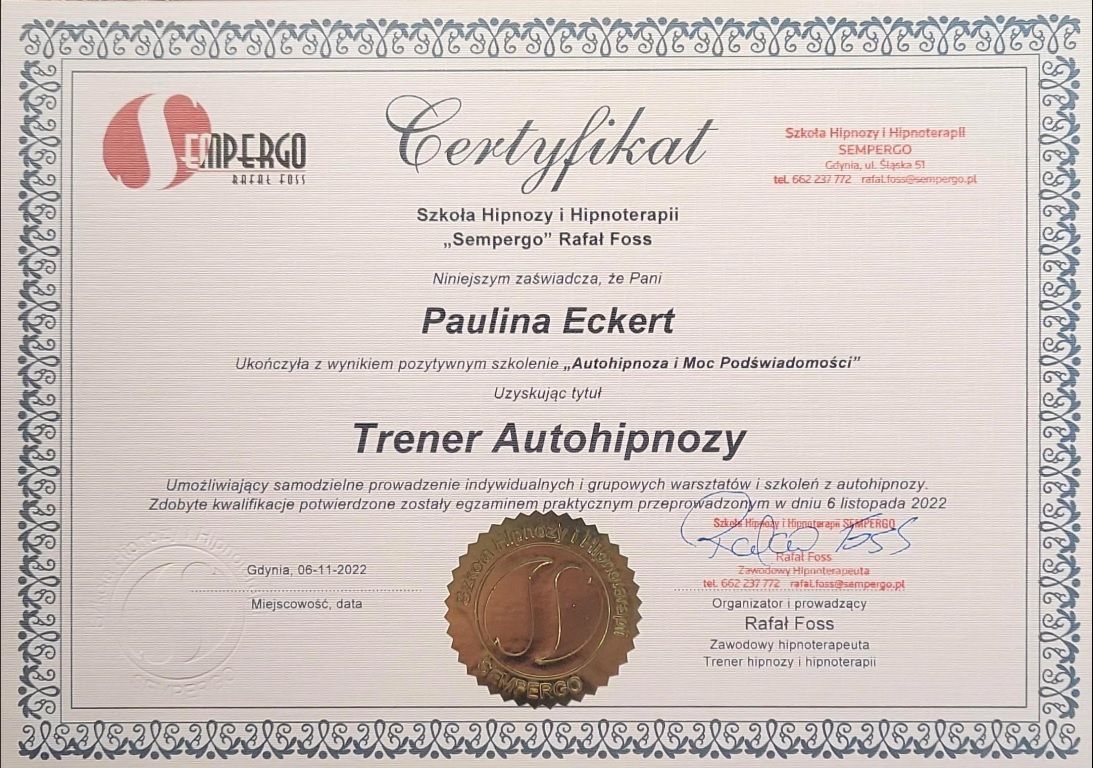 SEMPERGO
RAFAŁ FOSS
Certyfikat
Szkoła Hipnozy i Hipnoterapii
SEMPERGO
Gdynia, ul. Śląska 51
tel. 662 237 772 rafal.foss@sempergo.pl
Szkoła Hipnozy i Hipnoterapii
„Sempergo” Rafał Foss
Niniejszym zaświadcza, że Pani
Paulina Eckert
Ukończyła z wynikiem pozytywnym szkolenie „Autohipnoza i Moc Podświadomości”
Uzyskując tytuł
Trener Autohipnozy
Umożliwiający samodzielne prowadzenie indywidualnych i grupowych warsztatów i szkoleń z autohipnozy.
Zdobyte kwalifikacje potwierdzone zostały egzaminem praktycznym przeprowadzonym w dniu 6 listopada 2022
Szkoła Hipnozy i Hipnoterapii SEMPERGO
Rafał Foss
Rafał Foss
Zawodowy Hipnoterapeuta
tel. 662 237 772 rafal.foss@sempergo.pl
Gdynia, 06-11-2022
Miejscowość, data
Szkoła Hipnozy i Hipnoterapii
SEMPERGO
Organizator i prowadzący
Rafał Foss
Zawodowy hipnoterapeuta
Trener hipnozy i hipnoterapii